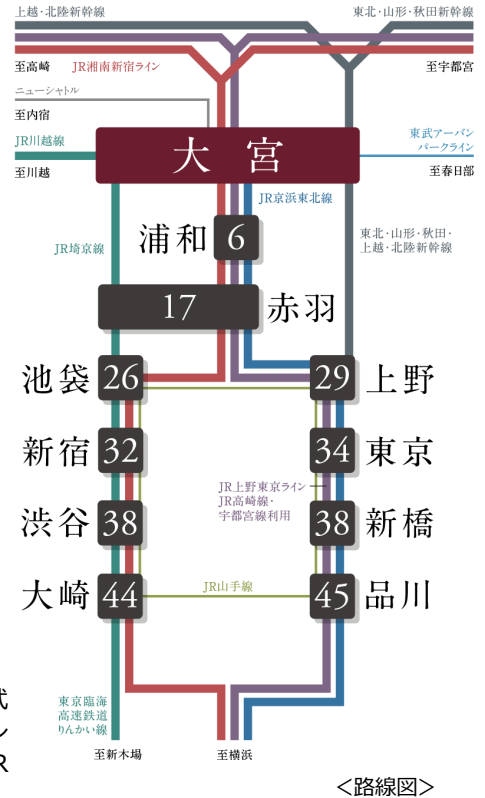 上越・北陸新幹線
東北・山形・秋田新幹線
至高崎
JR湘南新宿ライン
至宇都宮
ニューシャトル
至内宿
JR川越線
至川越
大宮
東武アーバン
パークライン
至春日部
JR京浜東北線
浦和 6
JR埼京線
東北・山形・秋田・
上越・北陸新幹線
17 赤羽
池袋 26
29 上野
新宿 32
34 東京
JR上野東京ライン
JR高崎線・
宇都宮線利用
渋谷 38
38 新橋
大崎 44
JR山手線
45 品川
東京臨海
高速鉄道
りんかい線
至新木場
至横浜
R
<路線図>